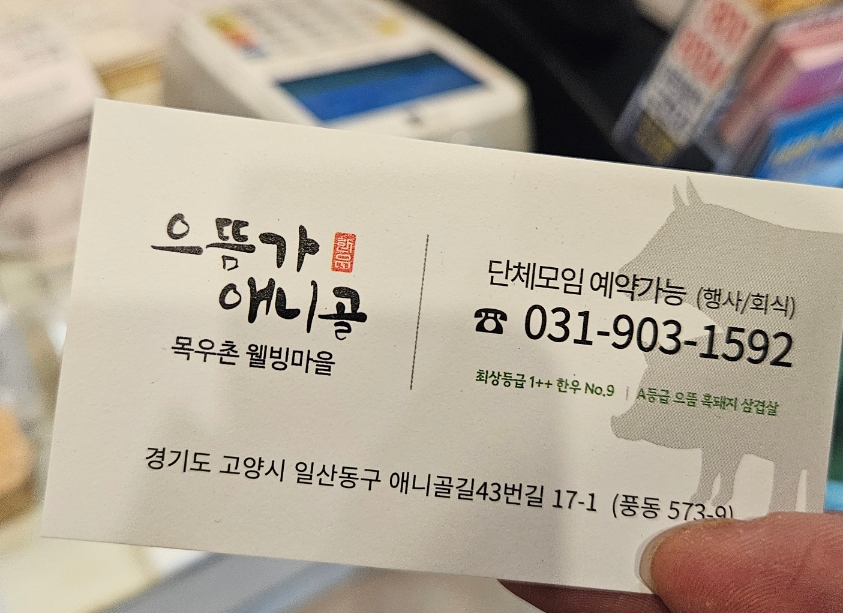 으뜸가
애니골
목우촌 웰빙마을
단체모임 예약가능 (행사/회식)
☎ 031-903-1592
최상등급 1++ 한우 No.9 | A등급 으뜸 흑돼지 삼겹살
경기도 고양시 일산동구 애니골길43번길 17-1 (풍동 573-9)